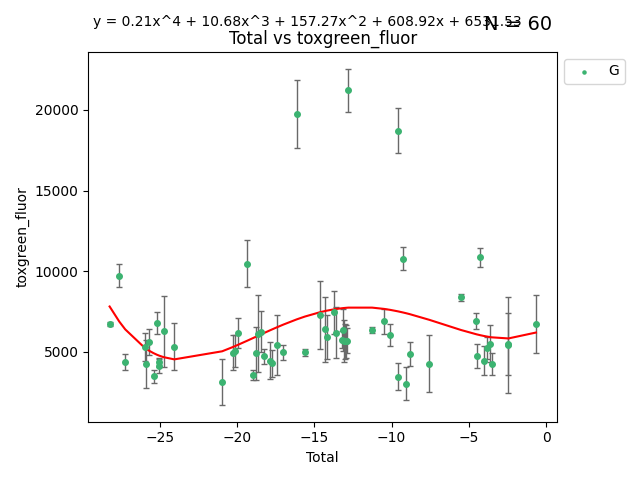 y = 0.21x^4 + 10.68x^3 + 157.27x^2 + 608.92x + 6531.53
N = 60
Total vs toxgreen_fluor
G
toxgreen_fluor
20000
15000
10000
5000
−25
−20
−15
−10
−5
0
Total